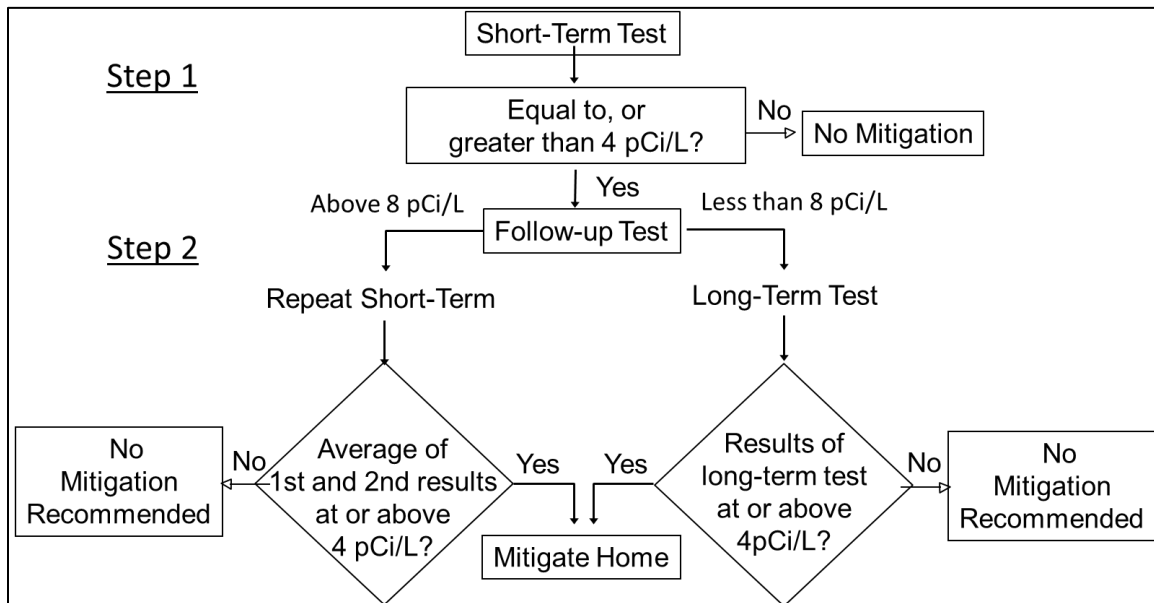 Short-Term Test
Step 1
Equal to, or
greater than 4 pCi/L?
No
No Mitigation
Yes
Above 8 pCi/L
Less than 8 pCi/L
Follow-up Test
Step 2
Repeat Short-Term
Long-Term Test
No
Mitigation
Recommended
No
Average of
1st and 2nd results
at or above
4 pCi/L?
Yes
Mitigate Home
Yes
Results of
long-term test
at or above
4pCi/L?
No
No
Mitigation
Recommended